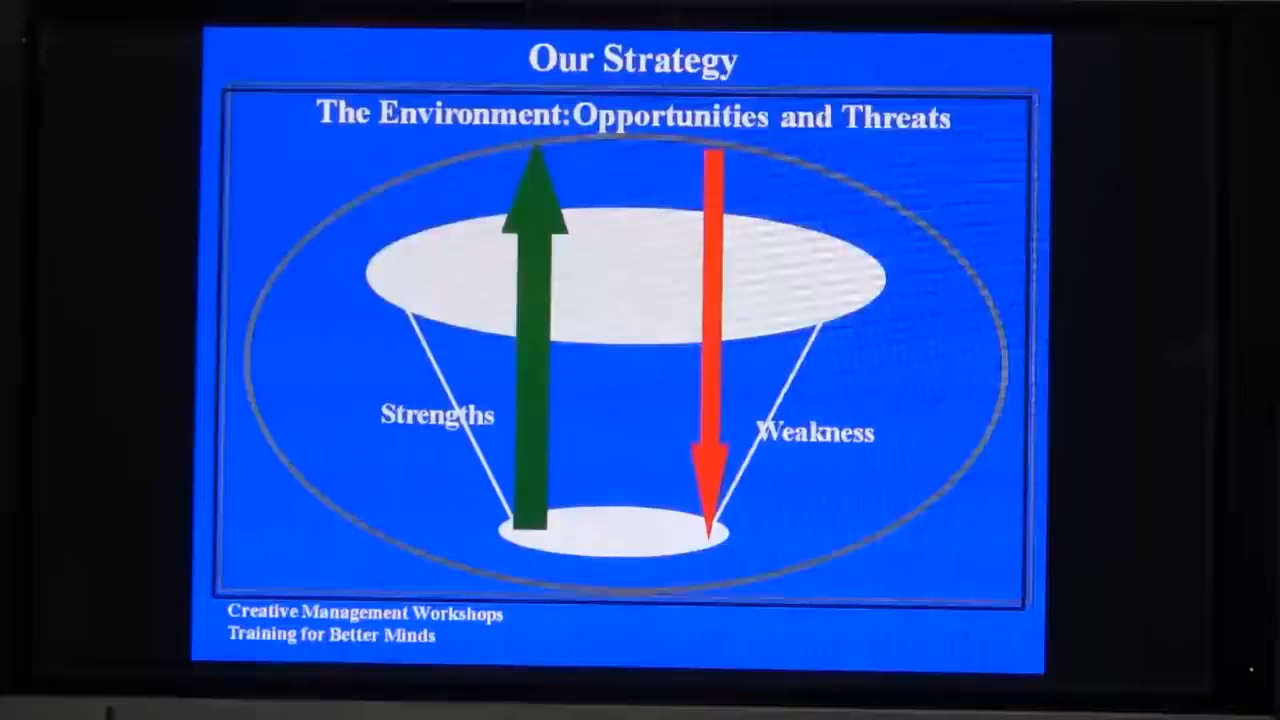 Our Strategy
The Environment:Opportunities and Threats
Strengths
Weakness
Creative Management Workshops
Training for Better Minds